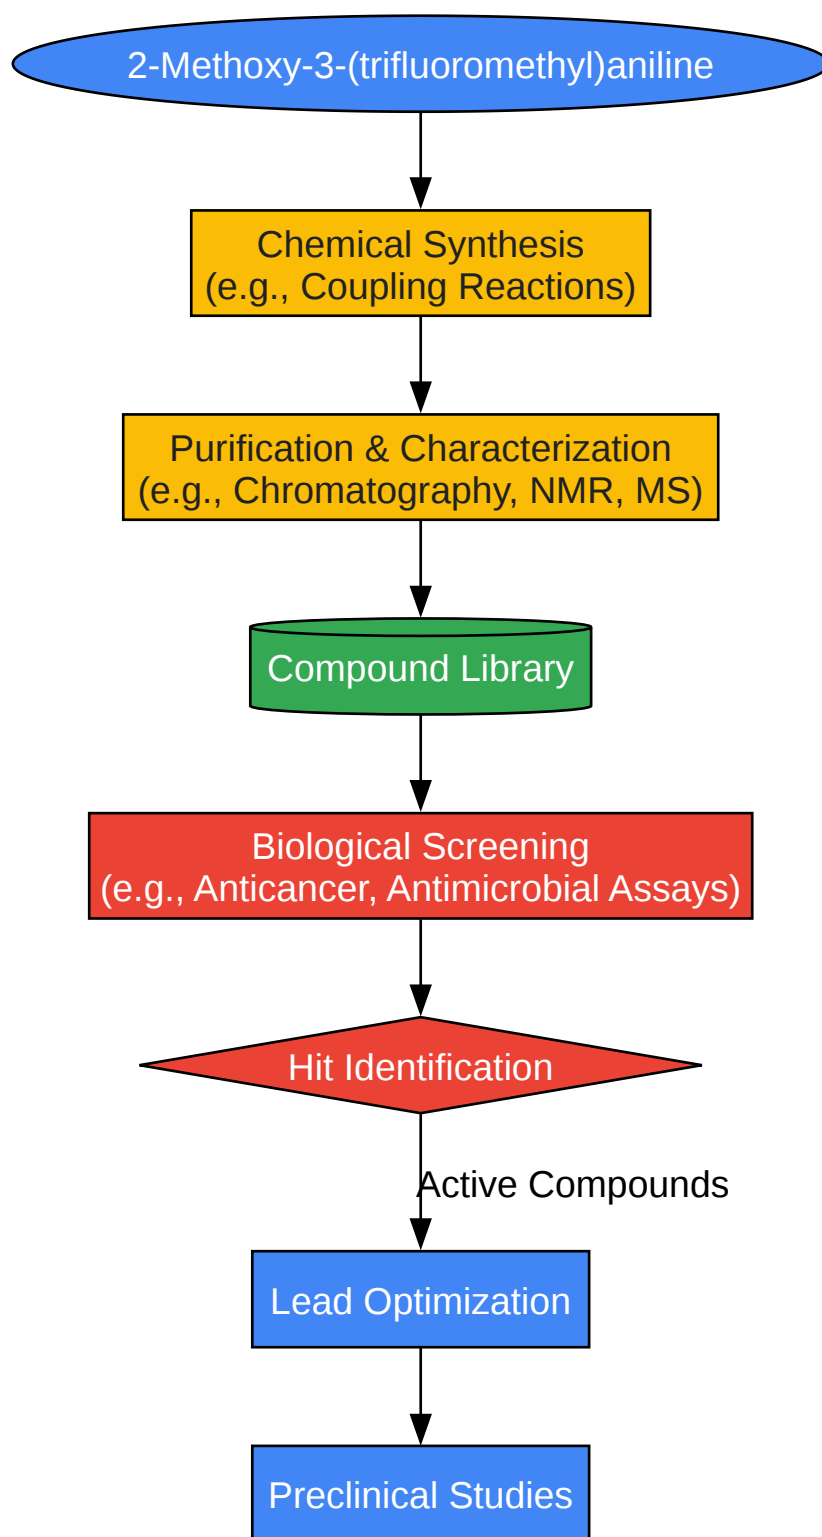 2-Methoxy-3-(trifluoromethyl)aniline
Chemical Synthesis
(e.g., Coupling Reactions)
Purification & Characterization
(e.g., Chromatography, NMR, MS)
Compound Library
Biological Screening
(e.g., Anticancer, Antimicrobial Assays)
Hit Identification
Active Compounds
Lead Optimization
Preclinical Studies